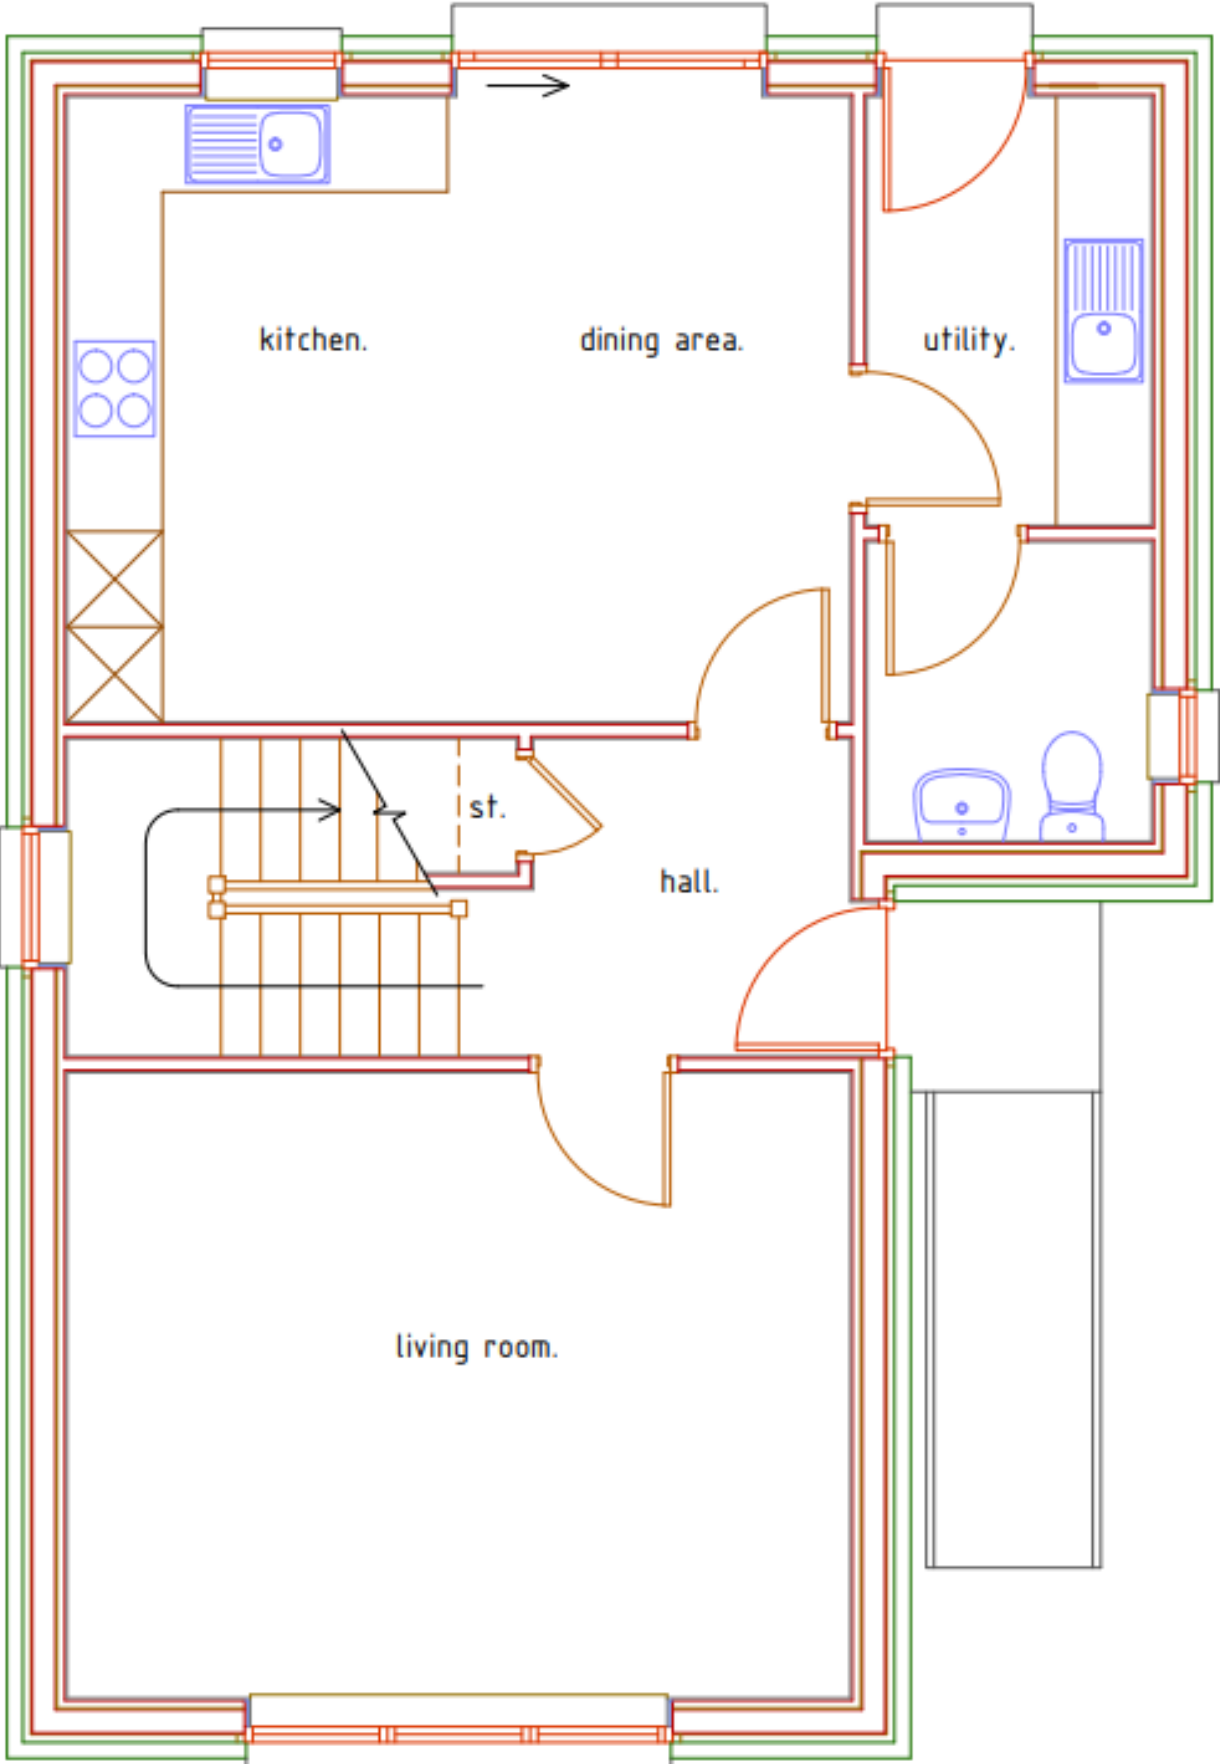 kitchen.
dining area.
utility.
st.
hall.
living room.